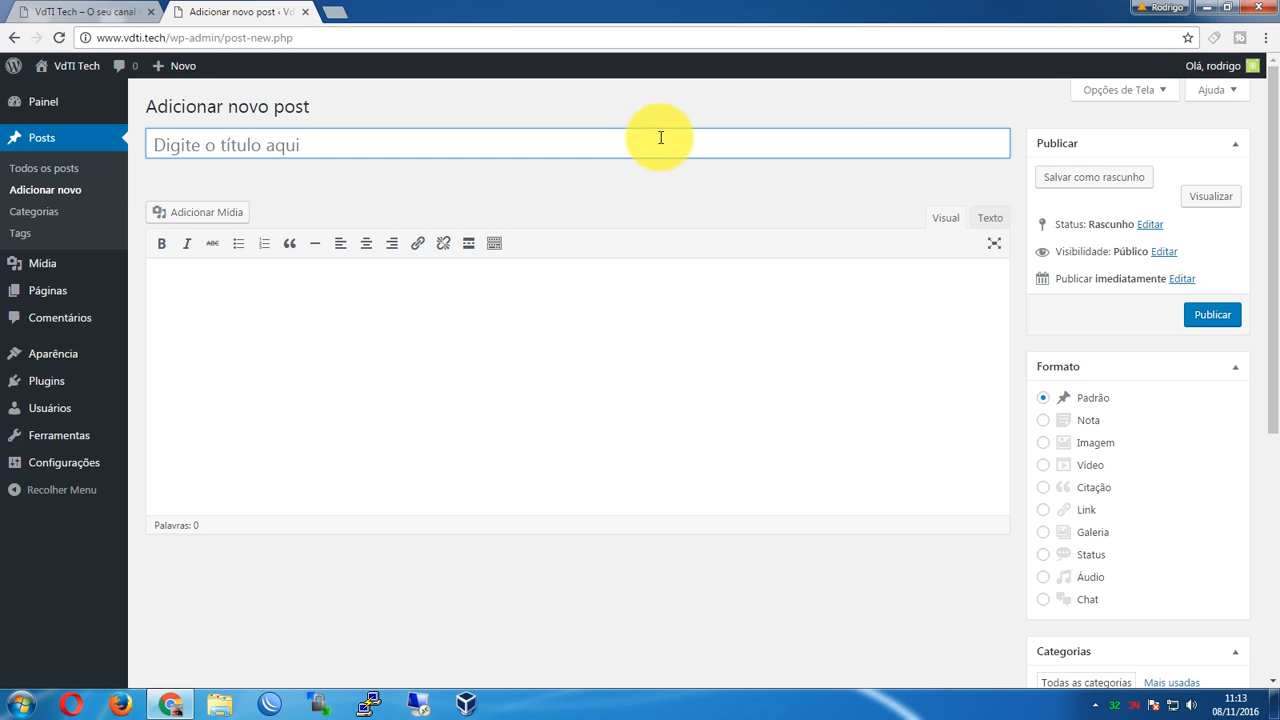 VdTI Tech – O seu canal
Adicionar novo post ‹ Vd
Rodrigo
www.vdti.tech/wp-admin/post-new.php
VdTI Tech
0
Novo
Olá, rodrigo
Painel
Posts
Todos os posts
Adicionar novo
Categorias
Tags
Mídia
Páginas
Comentários
Aparência
Plugins
Usuários
Ferramentas
Configurações
Recolher Menu
Adicionar novo post
Opções de Tela
Ajuda
Digite o título aqui
Adicionar Mídia
Visual
Texto
B I ABC
Palavras: 0
Publicar
Salvar como rascunho
Visualizar
Status: Rascunho Editar
Visibilidade: Público Editar
Publicar imediatamente Editar
Publicar
Formato
Padrão
Nota
Imagem
Vídeo
Citação
Link
Galeria
Status
Áudio
Chat
Categorias
Todas as categorias
Mais usadas
32
11:13
08/11/2016